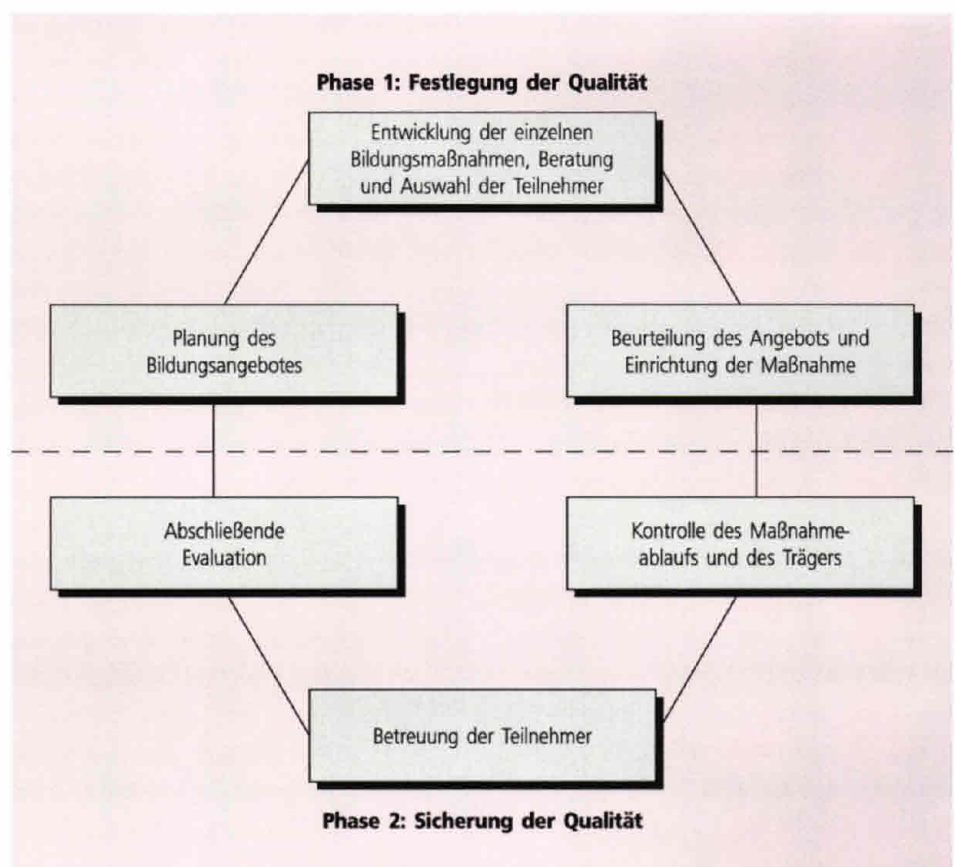 Phase 1: Festlegung der Qualität
Entwicklung der einzelnen
Bildungsmaßnahmen, Beratung
und Auswahl der Teilnehmer
Planung des
Bildungsangebotes
Beurteilung des Angebots und
Einrichtung der Maßnahme
Abschließende
Evaluation
Kontrolle des Maßnahme-
ablaufs und des Trägers
Betreuung der Teilnehmer
Phase 2: Sicherung der Qualität